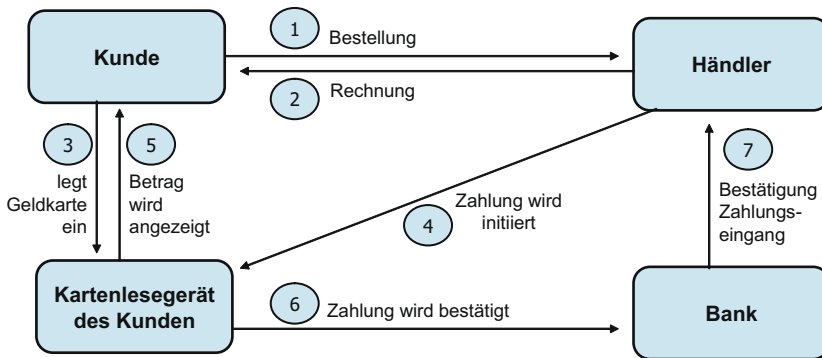 1
Bestellung
Kunde
Händler
2
Rechnung
3
legt
Geldkarte
ein
5
Betrag
wird
angezeigt
4
Zahlung wird
initiiert
7
Bestätigung
Zahlungs-
eingang
Kartenlesegerät
des Kunden
6
Zahlung wird bestätigt
Bank